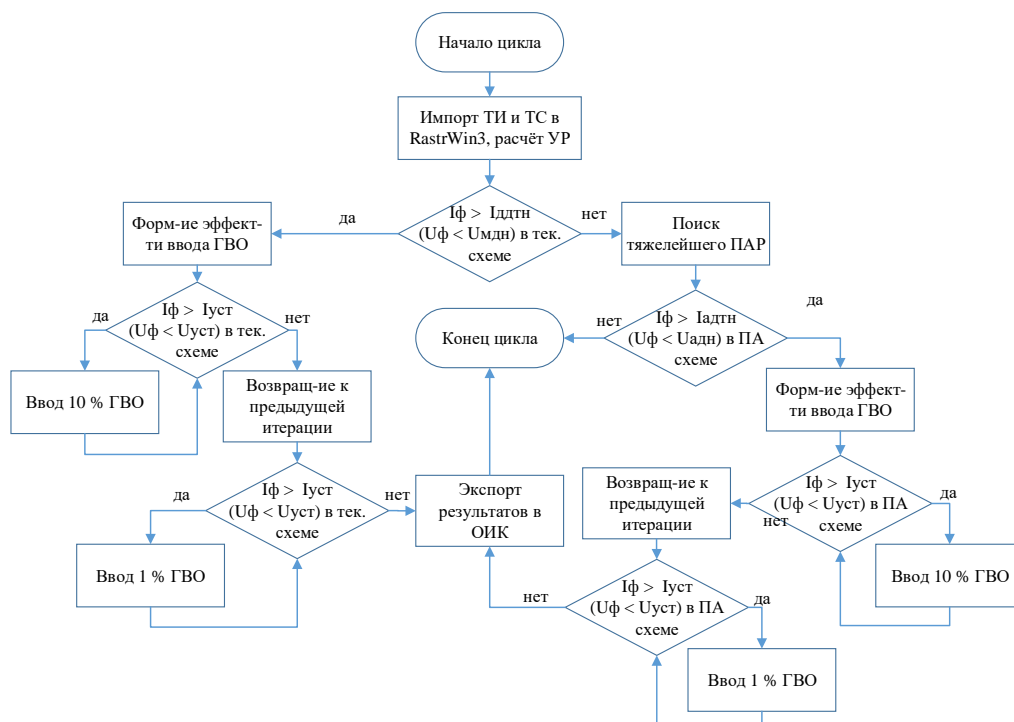 Начало цикла
Импорт ТИ и ТС в
RastrWin3, расчёт УР
Iф > Iддтн
(Uф < Uмдн) в тек.
схеме
да
нет
Форм-ие эффект-
ти ввода ГВО
Поиск
тяжелейшего ПАР
Iф > Iуст
(Uф < Uуст) в тек.
схеме
да
нет
Конец цикла
Iф > Iадтн
(Uф < Uадн) в ПА
схеме
нет
да
Ввод 10 % ГВО
Возвращ-ие к
предыдущей
итерации
Форм-ие эффект-
ти ввода ГВО
Iф > Iуст
(Uф < Uуст) в тек.
схеме
да
нет
Экспорт
результатов в
ОИК
Возвращ-ие к
предыдущей
итерации
Iф > Iуст
(Uф < Uуст) в ПА
схеме
нет
да
Ввод 1 % ГВО
Ввод 10 % ГВО
Iф > Iуст
(Uф < Uуст) в ПА
схеме
нет
да
Ввод 1 % ГВО